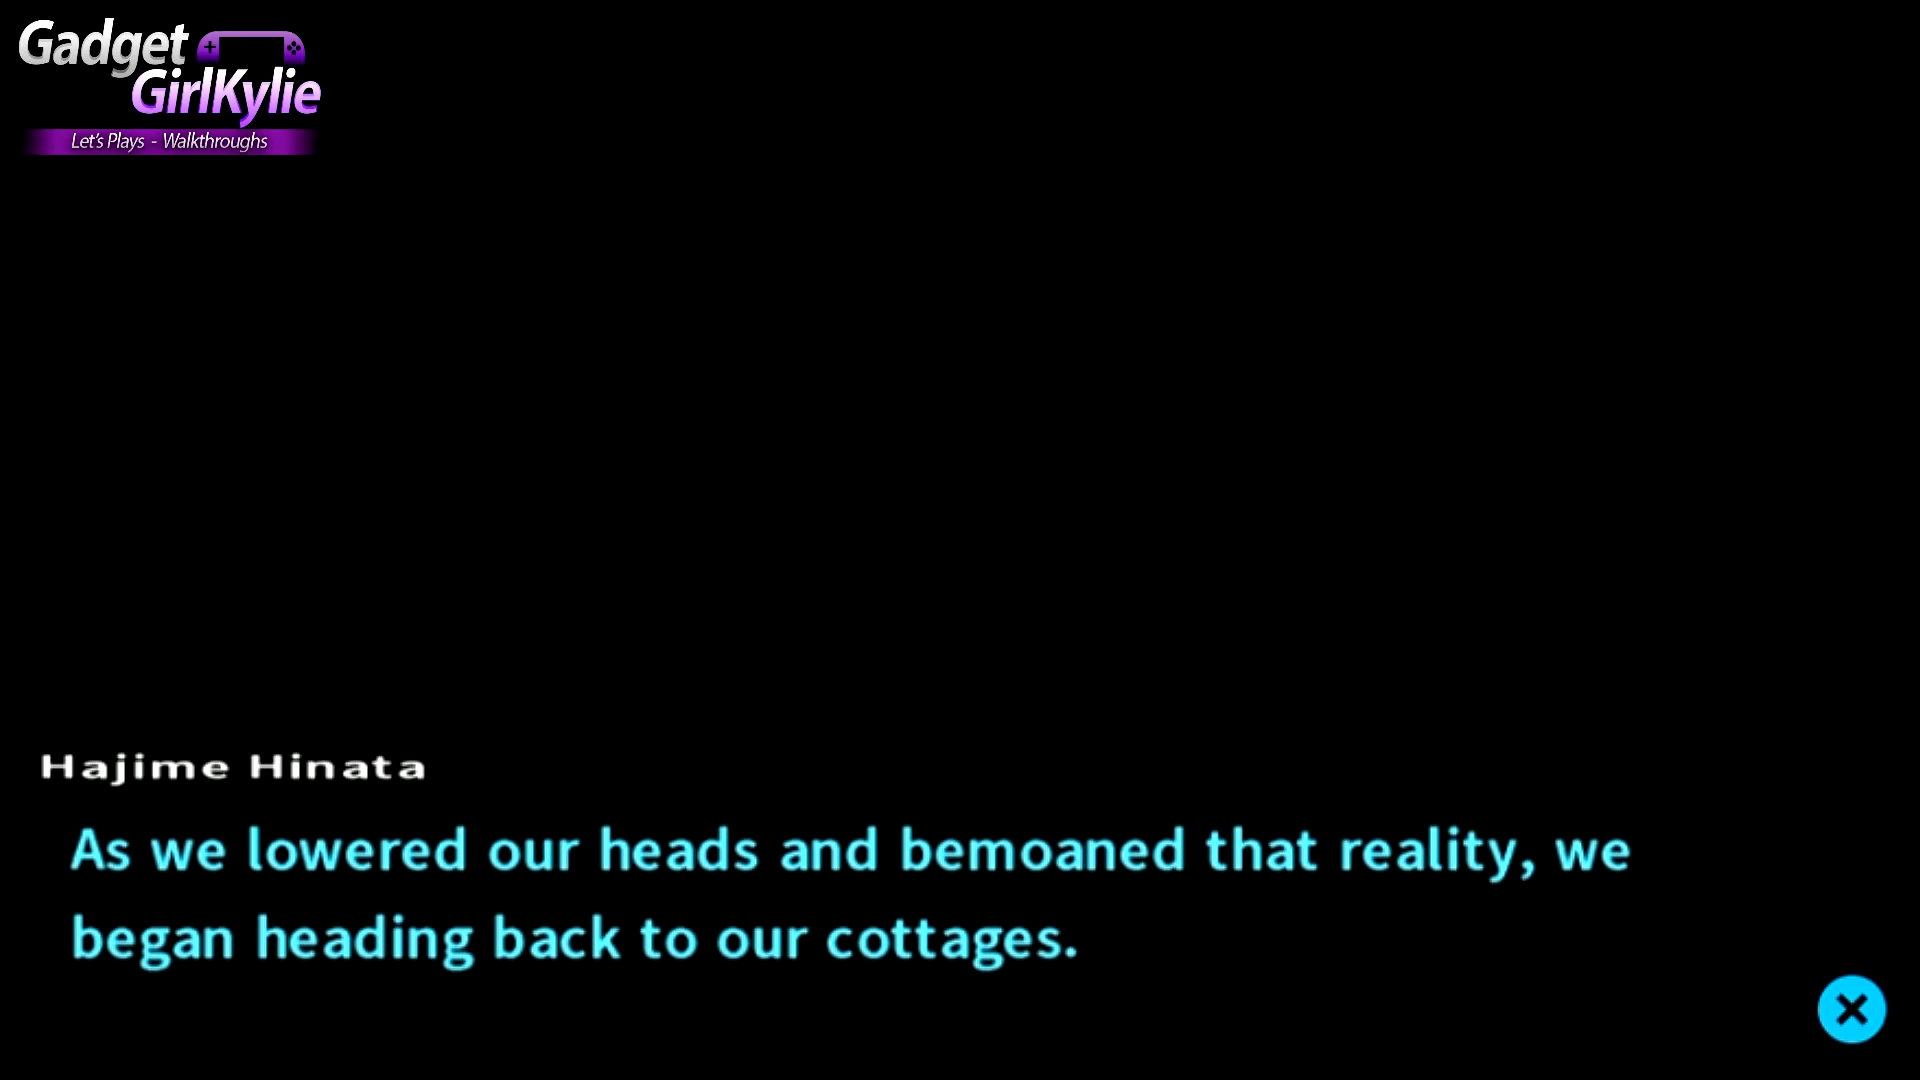 Gadget
GirlKylie
Let's Plays - Walkthroughs
Hajime Hinata
As we lowered our heads and bemoaned that reality, we
began heading back to our cottages.